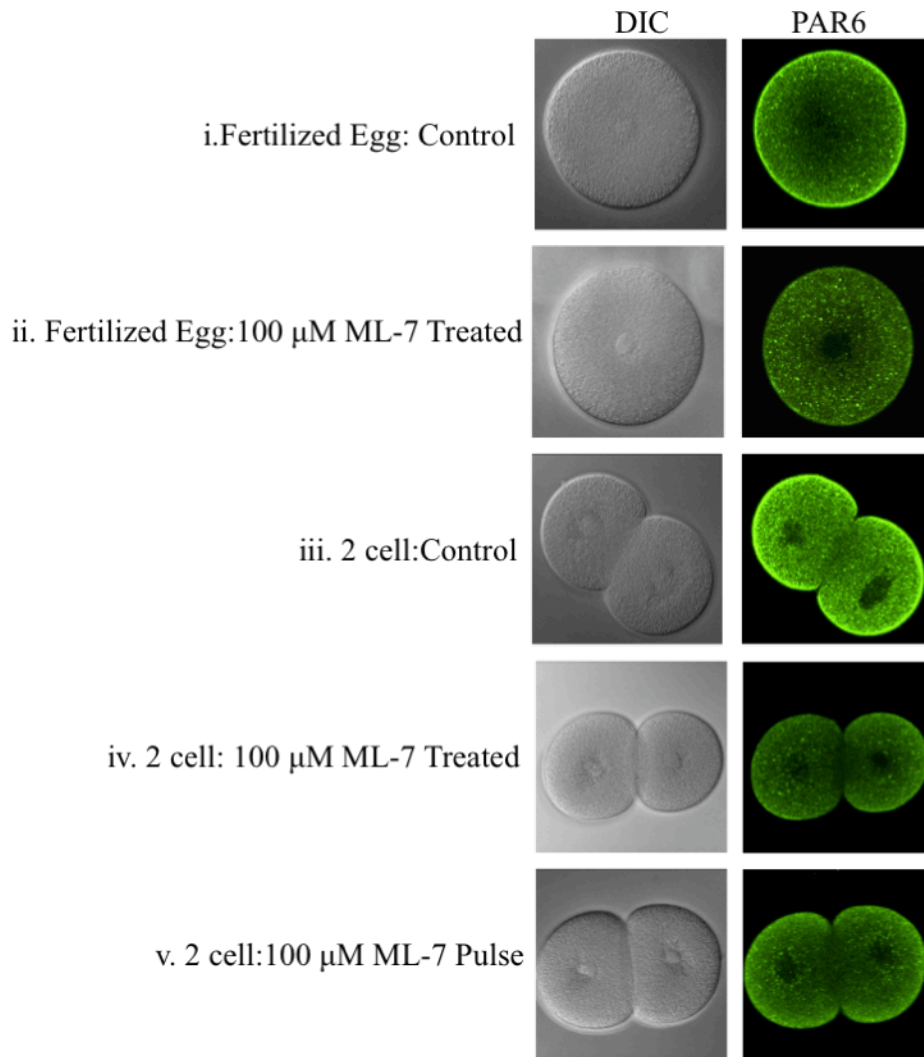 DIC PAR6
i.Fertilized Egg: Control
ii. Fertilized Egg:100 μM ML-7 Treated
iii. 2 cell:Control
iv. 2 cell: 100 μM ML-7 Treated
v. 2 cell:100 μM ML-7 Pulse